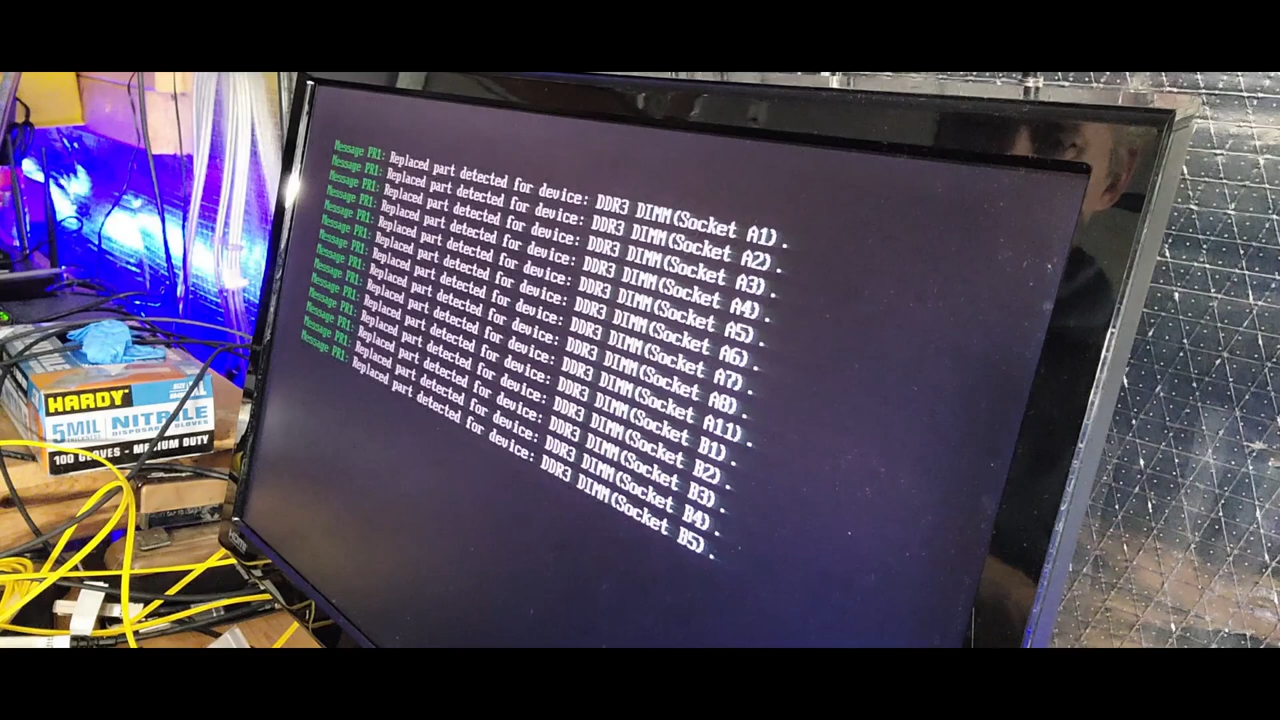 Message PR1: Replaced part detected for device: DDR3 DIMM(Socket A1).
Message PR1: Replaced part detected for device: DDR3 DIMM(Socket A2).
Message PR1: Replaced part detected for device: DDR3 DIMM(Socket A3).
Message PR1: Replaced part detected for device: DDR3 DIMM(Socket A4).
Message PR1: Replaced part detected for device: DDR3 DIMM(Socket A5).
Message PR1: Replaced part detected for device: DDR3 DIMM(Socket A6).
Message PR1: Replaced part detected for device: DDR3 DIMM(Socket A7).
Message PR1: Replaced part detected for device: DDR3 DIMM(Socket A8).
Message PR1: Replaced part detected for device: DDR3 DIMM(Socket A11).
Message PR1: Replaced part detected for device: DDR3 DIMM(Socket B1).
Message PR1: Replaced part detected for device: DDR3 DIMM(Socket B2).
Message PR1: Replaced part detected for device: DDR3 DIMM(Socket B3).
Message PR1: Replaced part detected for device: DDR3 DIMM(Socket B4).
Message PR1: Replaced part detected for device: DDR3 DIMM(Socket B5).
HARDY
5 MIL NITRILE
THICKNESS DISPOSABLE GLOVES
100 GLOVES - MEDIUM DUTY
HDMI